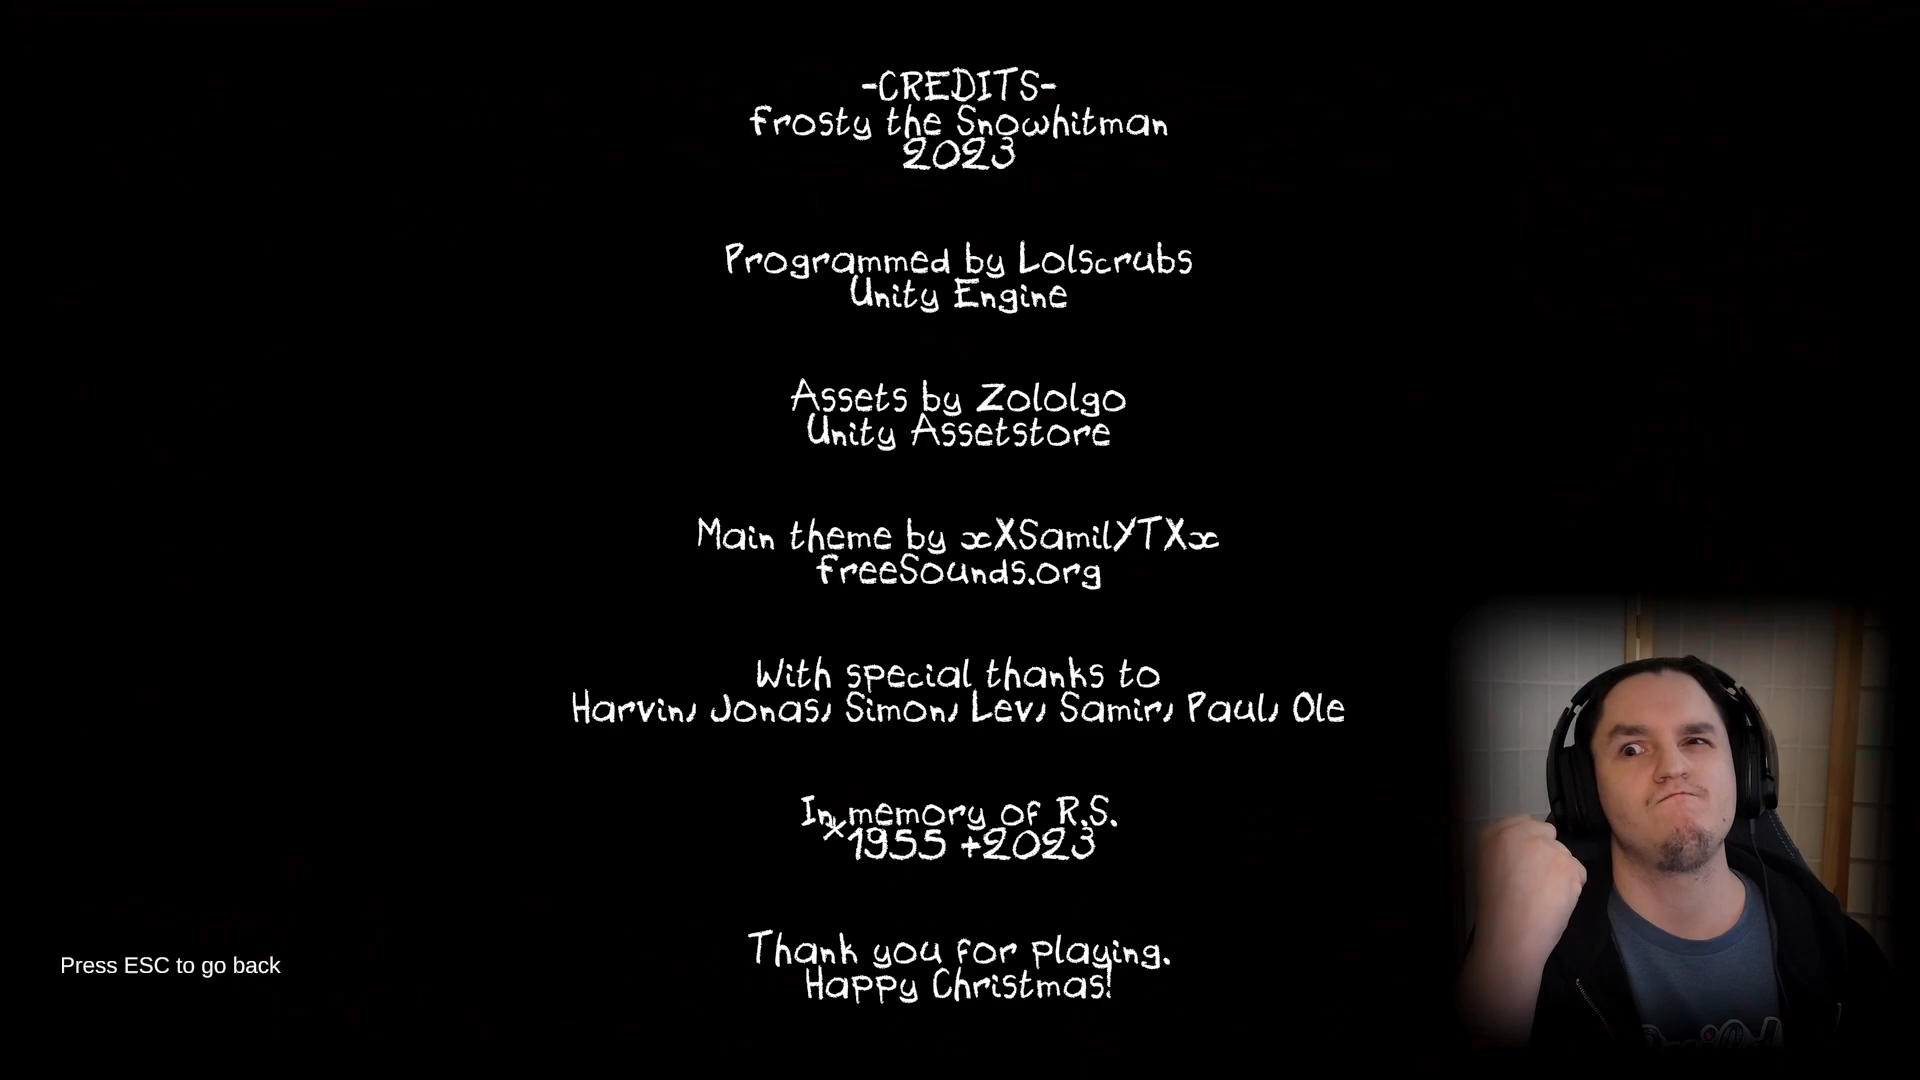 -CREDITS-
Frosty the Snowhitman
2023
Programmed by Lolscrubs
Unity Engine
Assets by Zololgo
Unity Assetstore
Main theme by xXSamilYTXx
freeSounds.org
With special thanks to
Harvin, Jonas, Simon, Lev, Samir, Paul, Ole
In memory of R.S.
*1955 +2023
Thank you for playing.
Happy Christmas!
Press ESC to go back